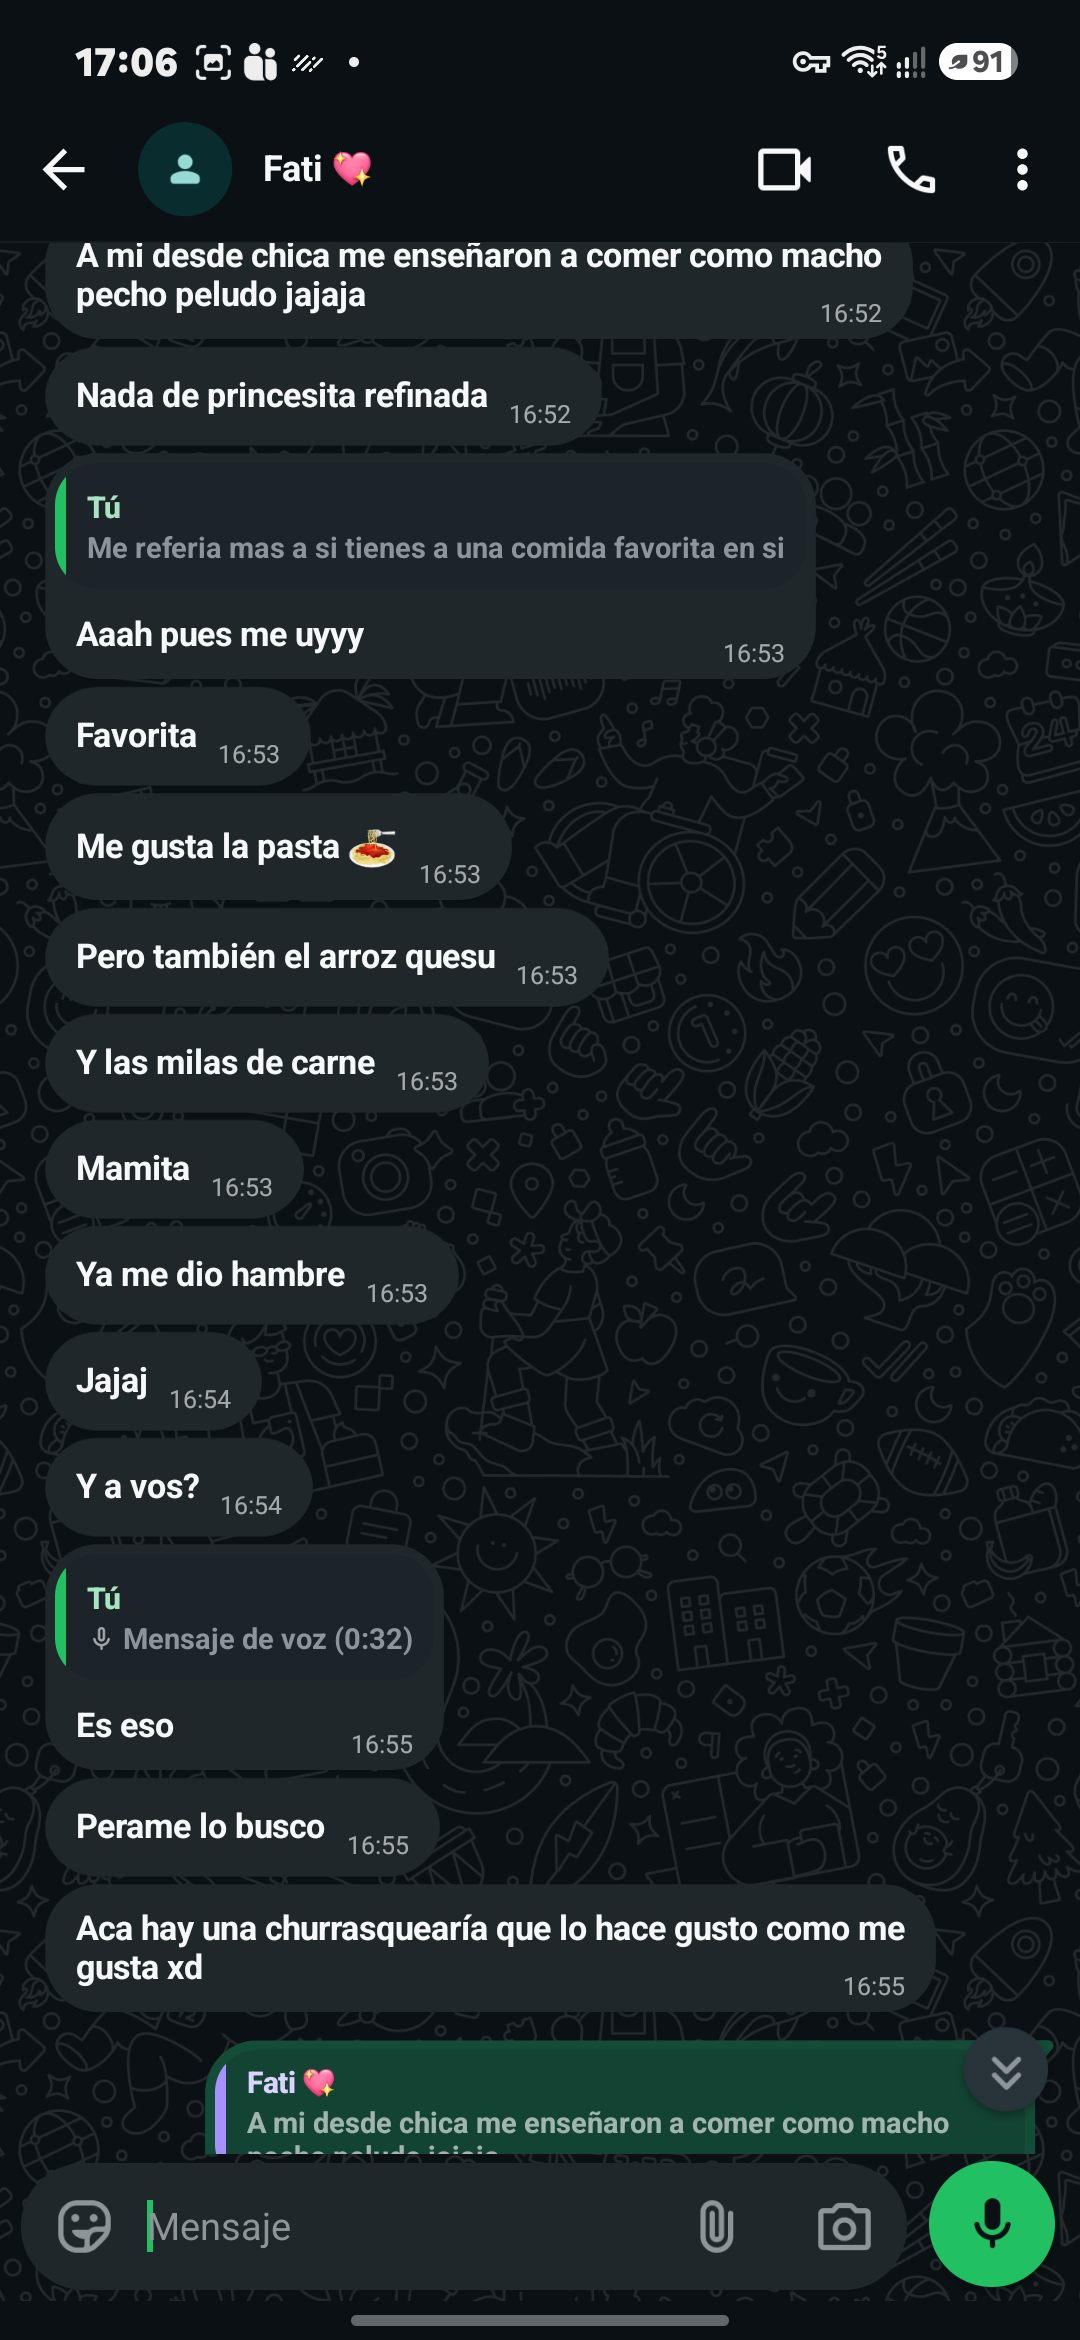 17:06
5
91
Fati 💖
A mi desde chica me enseñaron a comer como macho
pecho peludo jajaja
16:52
Nada de princesita refinada
16:52
Tú
Me referia mas a si tienes a una comida favorita en si
Aaah pues me uyyy
16:53
Favorita
16:53
Me gusta la pasta 🍝
16:53
Pero también el arroz quesu
16:53
Y las milas de carne
16:53
Mamita
16:53
Ya me dio hambre
16:53
Jajaj
16:54
Y a vos?
16:54
Tú
Mensaje de voz (0:32)
Es eso
16:55
Perame lo busco
16:55
Aca hay una churrasquearía que lo hace gusto como me
gusta xd
16:55
Fati 💖
A mi desde chica me enseñaron a comer como macho
pecho peludo jajaja
Mensaje